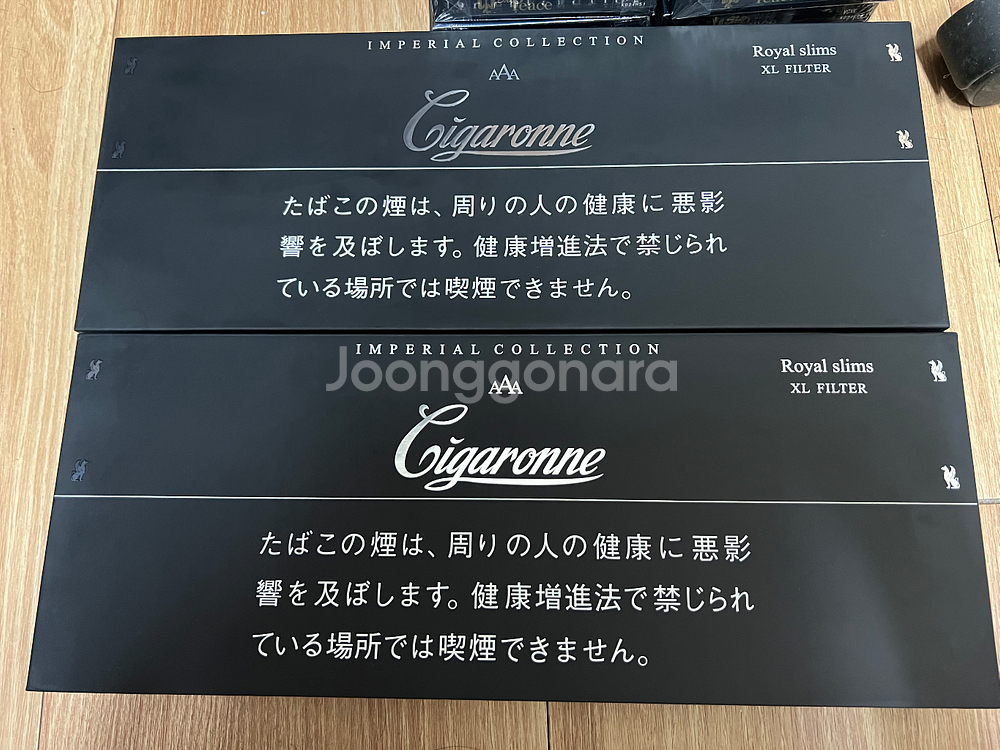 Peace
IMPERIAL COLLECTION
Royal slims
XL FILTER
AAA
Cigaronne
たばこの煙は、周りの人の健康に悪影
響を及ぼします。健康増進法で禁じられ
ている場所では喫煙できません。
IMPERIAL COLLECTION
Joonggonara
Royal slims
XL FILTER
AAA
Cigaronne
たばこの煙は、周りの人の健康に悪影
響を及ぼします。健康増進法で禁じられ
ている場所では喫煙できません。